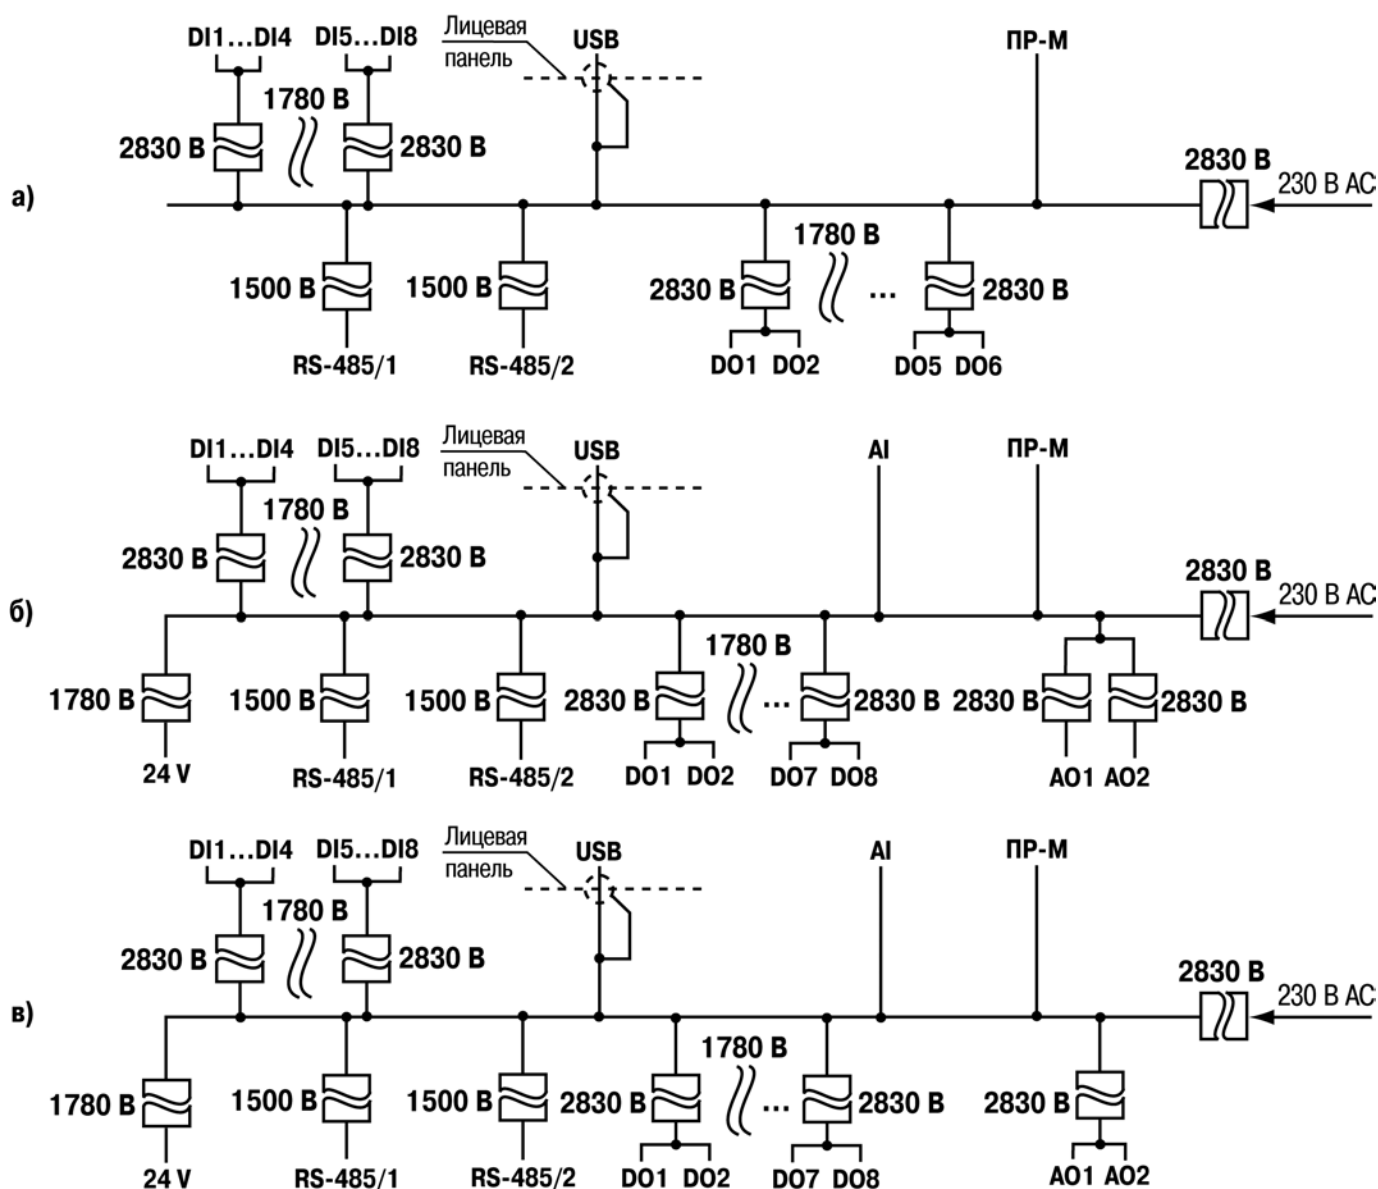 DI1...DI4 DI5...DI8 Лицевая USB ПР-М
панель
1780 В
2830 В 2830 В 2830 В
а) 230 В АС
1780 В
1500 В 1500 В 2830 В ... 2830 В
RS-485/1 RS-485/2 DO1 DO2 DO5 DO6
DI1...DI4 DI5...DI8 Лицевая USB AI ПР-М
панель
1780 В
2830 В 2830 В 2830 В
б) 230 В АС
1780 В
1780 В 1500 В 1500 В 2830 В ... 2830 В 2830 В 2830 В
24 V RS-485/1 RS-485/2 DO1 DO2 DO7 DO8 AO1 AO2
DI1...DI4 DI5...DI8 Лицевая USB AI ПР-М
панель
1780 В
2830 В 2830 В 2830 В
в) 230 В АС
1780 В
1780 В 1500 В 1500 В 2830 В ... 2830 В 2830 В
24 V RS-485/1 RS-485/2 DO1 DO2 DO7 DO8 AO1 AO2